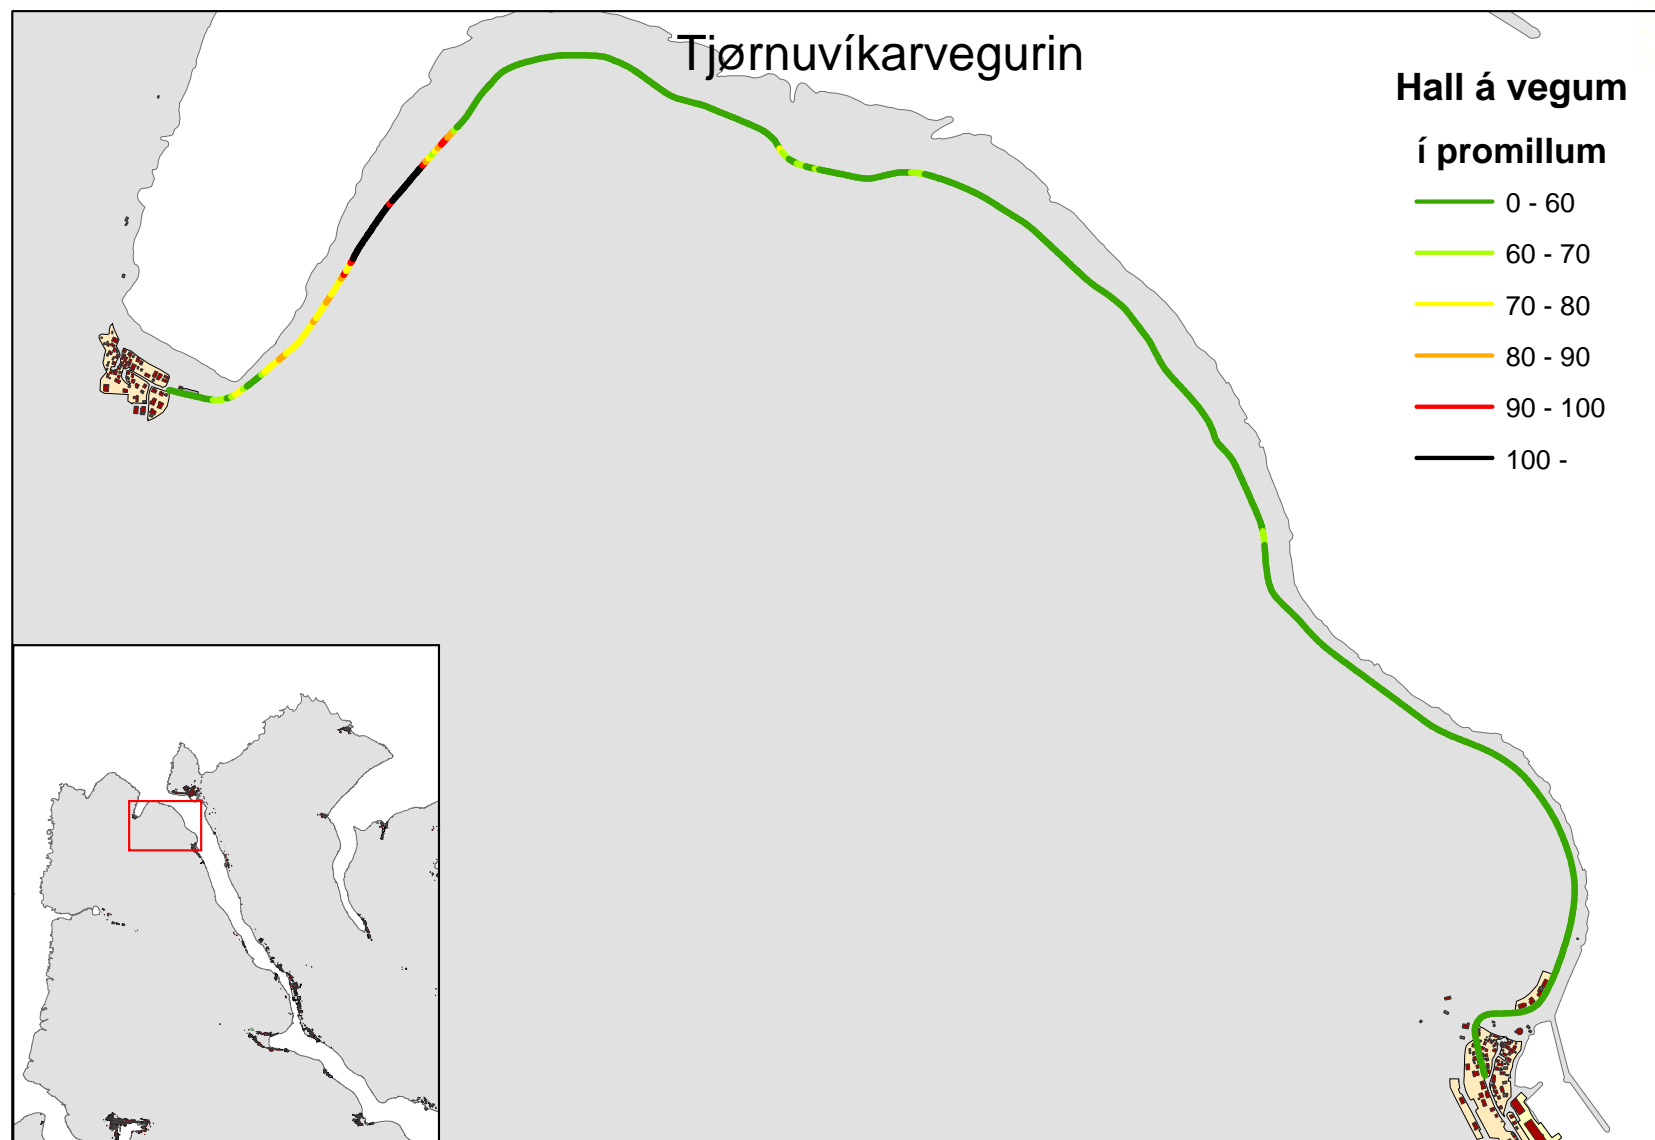 Tjørnuvíkarvegurin
Hall á vegum
í promillum
0 - 60
60 - 70
70 - 80
80 - 90
90 - 100
100 -